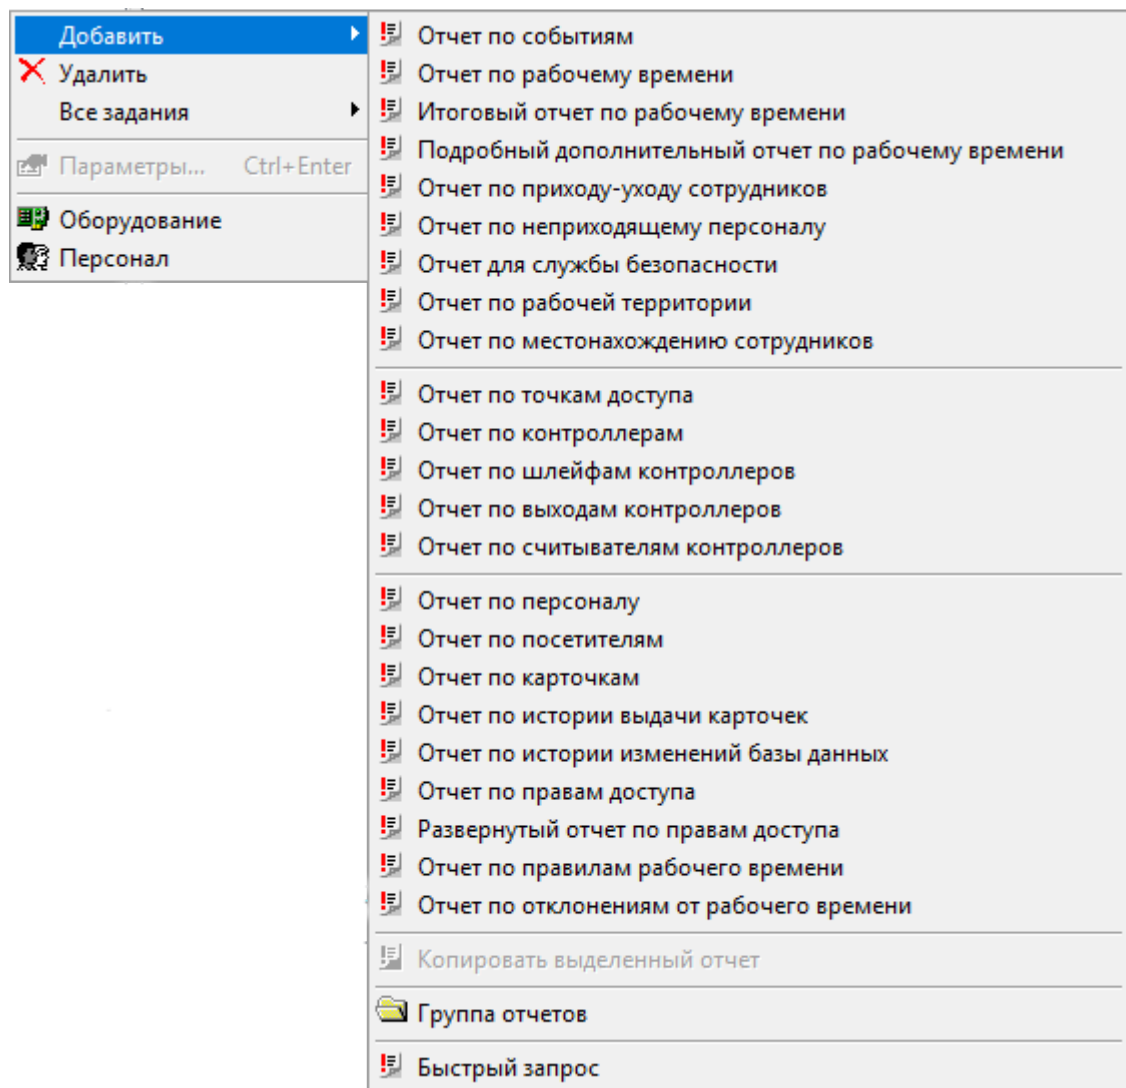 Добавить
Удалить
Все задания
Параметры... Ctrl+Enter
Оборудование
Персонал
Отчет по событиям
Отчет по рабочему времени
Итоговый отчет по рабочему времени
Подробный дополнительный отчет по рабочему времени
Отчет по приходу-уходу сотрудников
Отчет по неприходящему персоналу
Отчет для службы безопасности
Отчет по рабочей территории
Отчет по местонахождению сотрудников
Отчет по точкам доступа
Отчет по контроллерам
Отчет по шлейфам контроллеров
Отчет по выходам контроллеров
Отчет по считывателям контроллеров
Отчет по персоналу
Отчет по посетителям
Отчет по карточкам
Отчет по истории выдачи карточек
Отчет по истории изменений базы данных
Отчет по правам доступа
Развернутый отчет по правам доступа
Отчет по правилам рабочего времени
Отчет по отклонениям от рабочего времени
Копировать выделенный отчет
Группа отчетов
Быстрый запрос